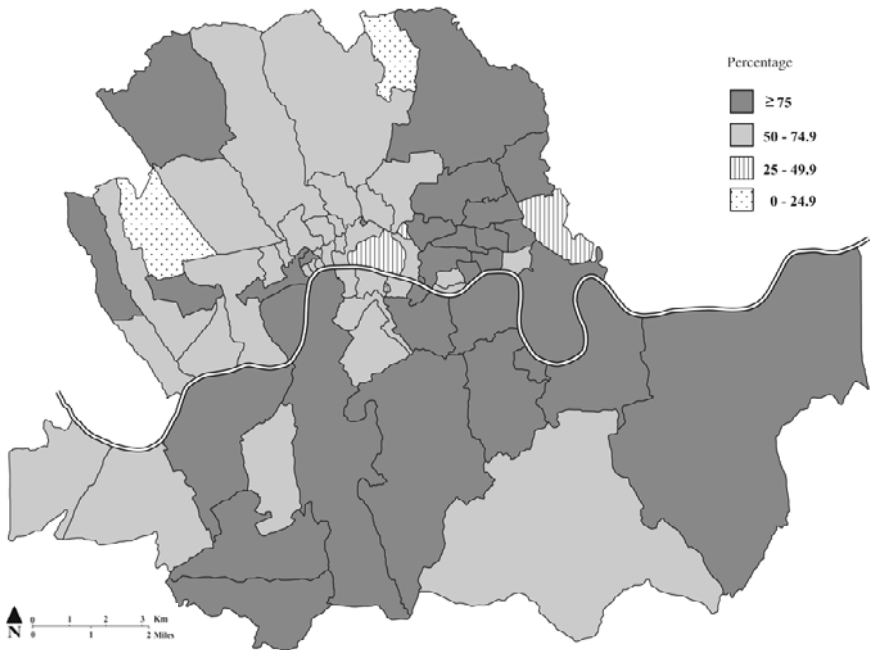 Percentage
≥ 75
50 - 74.9
25 - 49.9
0 - 24.9
N
0 1 2 3 Km
0 1 2 Miles